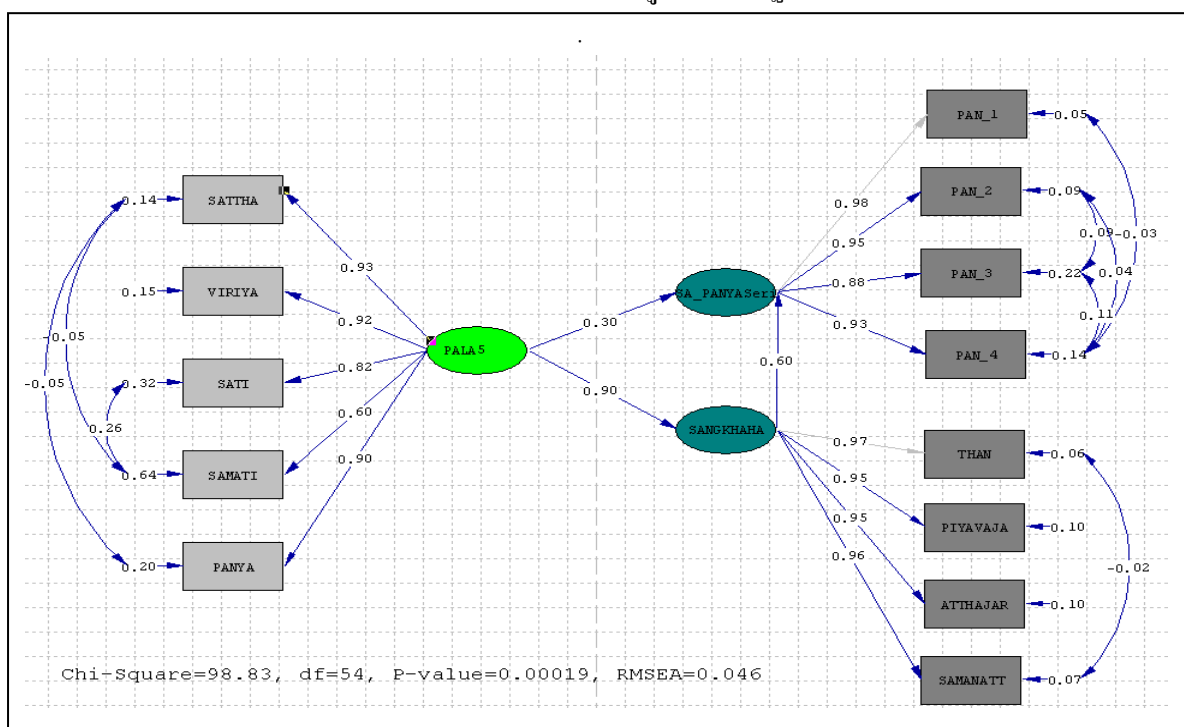 PAN_1
0.05
0.14
SATTHA
0.98
PAN_2
0.09
0.95
0.09
-0.03
0.93
0.15
VIRIYA
PAN_3
0.22
0.04
0.88
SA_PANYASeri
0.92
0.30
0.11
-0.05
PALA5
0.93
PAN_4
0.14
0.60
-0.05
0.32
SATI
0.82
0.90
0.60
0.26
SANGKHAHA
0.97
THAN
0.06
0.90
0.64
SAMATI
0.95
0.95
PIYAVAJA
0.10
0.96
0.20
PANYA
-0.02
ATTHAJAR
0.10
Chi-Square=98.83, df=54, P-value=0.00019, RMSEA=0.046
SAMANATT
0.07